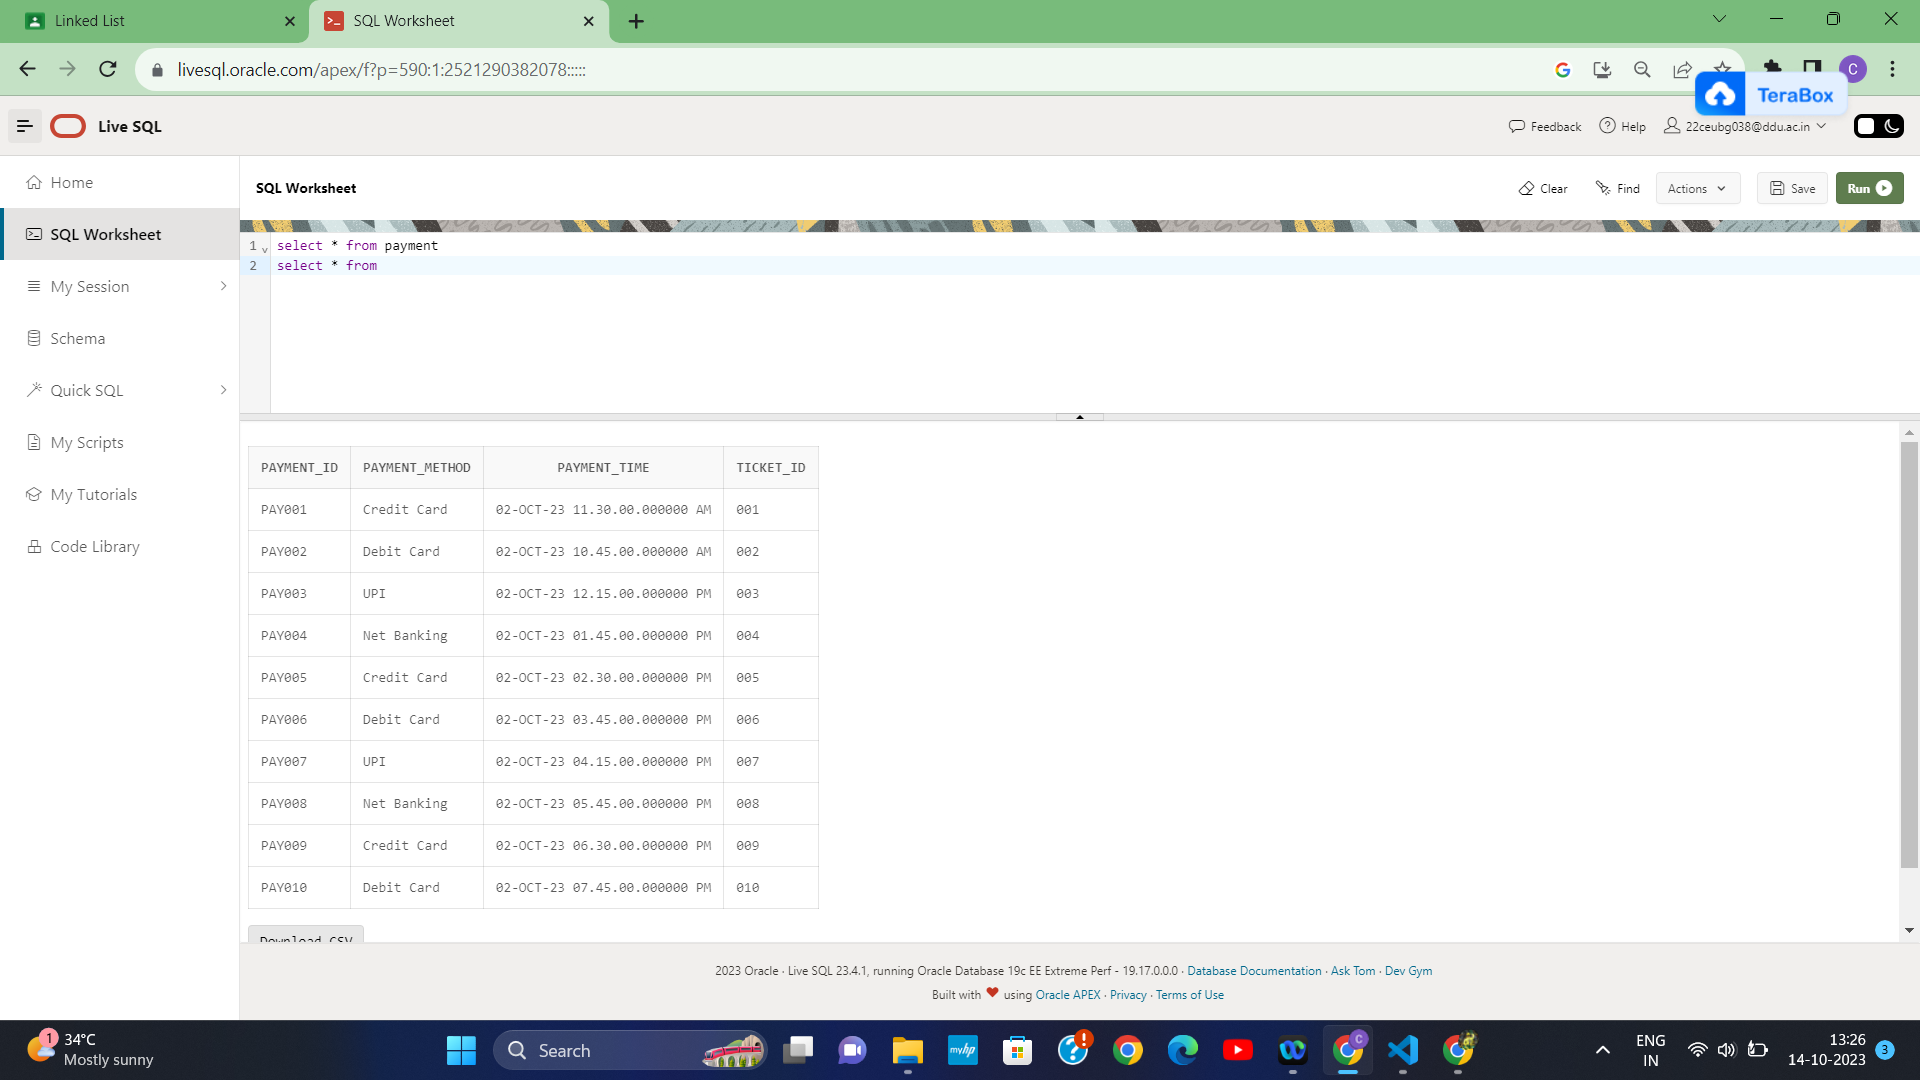 Linked List
SQL Worksheet
livesql.oracle.com/apex/f?p=590:1:2521290382078:::::
C
TeraBox
Live SQL
Feedback
Help
22ceubg038@ddu.ac.in
Home
SQL Worksheet
My Session
Schema
Quick SQL
My Scripts
My Tutorials
Code Library
SQL Worksheet
Clear
Find
Actions
Save
Run
1 select * from payment
2 select * from
PAYMENT_ID PAYMENT_METHOD PAYMENT_TIME TICKET_ID
PAY001 Credit Card 02-OCT-23 11.30.00.000000 AM 001
PAY002 Debit Card 02-OCT-23 10.45.00.000000 AM 002
PAY003 UPI 02-OCT-23 12.15.00.000000 PM 003
PAY004 Net Banking 02-OCT-23 01.45.00.000000 PM 004
PAY005 Credit Card 02-OCT-23 02.30.00.000000 PM 005
PAY006 Debit Card 02-OCT-23 03.45.00.000000 PM 006
PAY007 UPI 02-OCT-23 04.15.00.000000 PM 007
PAY008 Net Banking 02-OCT-23 05.45.00.000000 PM 008
PAY009 Credit Card 02-OCT-23 06.30.00.000000 PM 009
PAY010 Debit Card 02-OCT-23 07.45.00.000000 PM 010
Download CSV
2023 Oracle · Live SQL 23.4.1, running Oracle Database 19c EE Extreme Perf - 19.17.0.0.0 · Database Documentation · Ask Tom · Dev Gym
Built with ❤ using Oracle APEX · Privacy · Terms of Use
1
34°C
Mostly sunny
Search
myhp
C
ENG
IN
13:26
14-10-2023
3